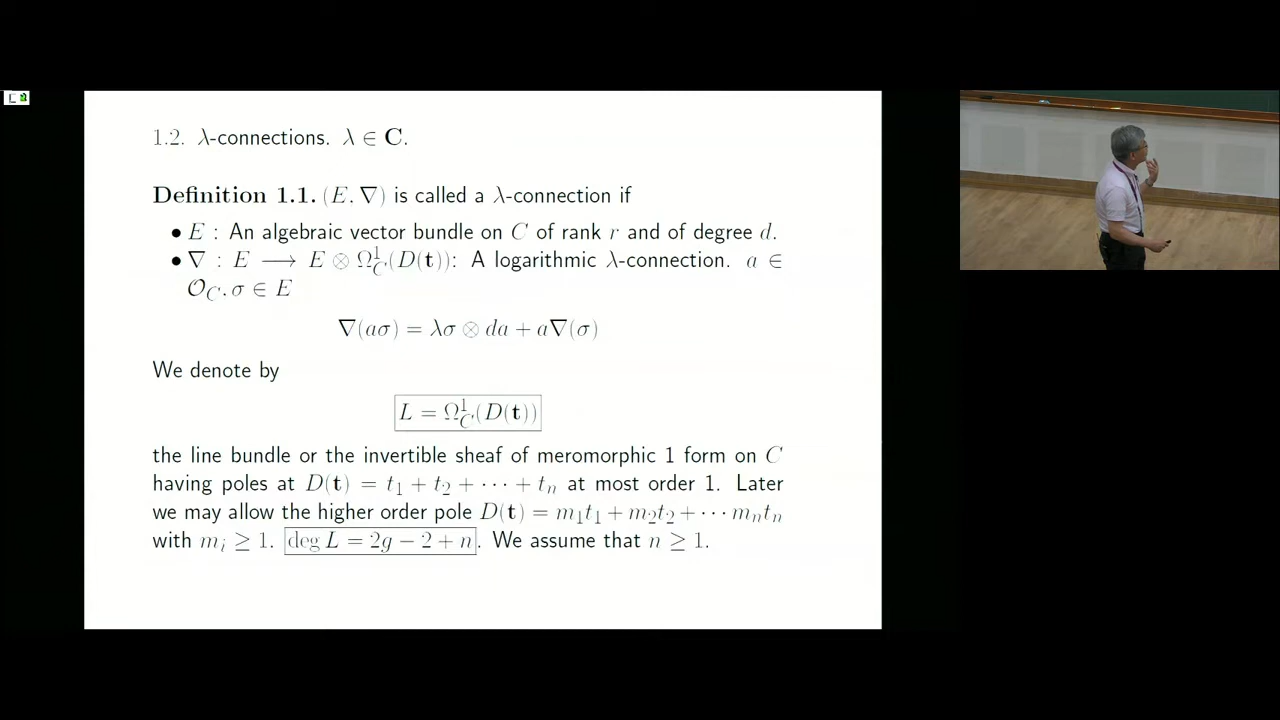 1.2. λ-connections. λ ∈ C.
Definition 1.1. (E, ∇) is called a λ-connection if
• E : An algebraic vector bundle on C of rank r and of degree d.
• ∇ : E ⟶ E ⊗ Ω¹_C(D(t)): A logarithmic λ-connection. a ∈
𝒪_C, σ ∈ E
∇(aσ) = λσ ⊗ da + a∇(σ)
We denote by
L = Ω¹_C(D(t))
the line bundle or the invertible sheaf of meromorphic 1 form on C
having poles at D(t) = t₁ + t₂ + ⋯ + tₙ at most order 1. Later
we may allow the higher order pole D(t) = m₁t₁ + m₂t₂ + ⋯ mₙtₙ
with mᵢ ≥ 1. deg L = 2g − 2 + n. We assume that n ≥ 1.